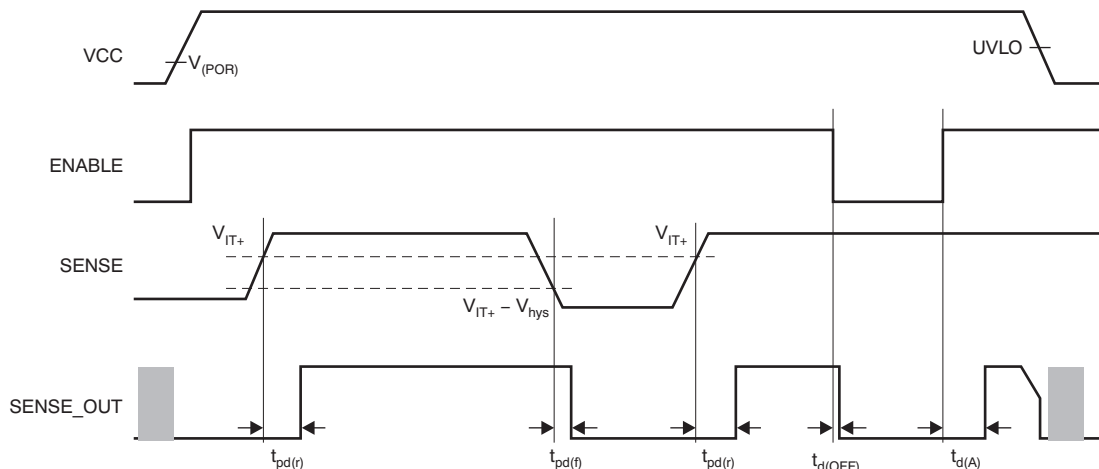 VCC
V(POR)
UVLO
ENABLE
SENSE
VIT+
VIT+
VIT+ – Vhys
SENSE_OUT
tpd(r)
tpd(f)
tpd(r)
td(OFF)
td(A)